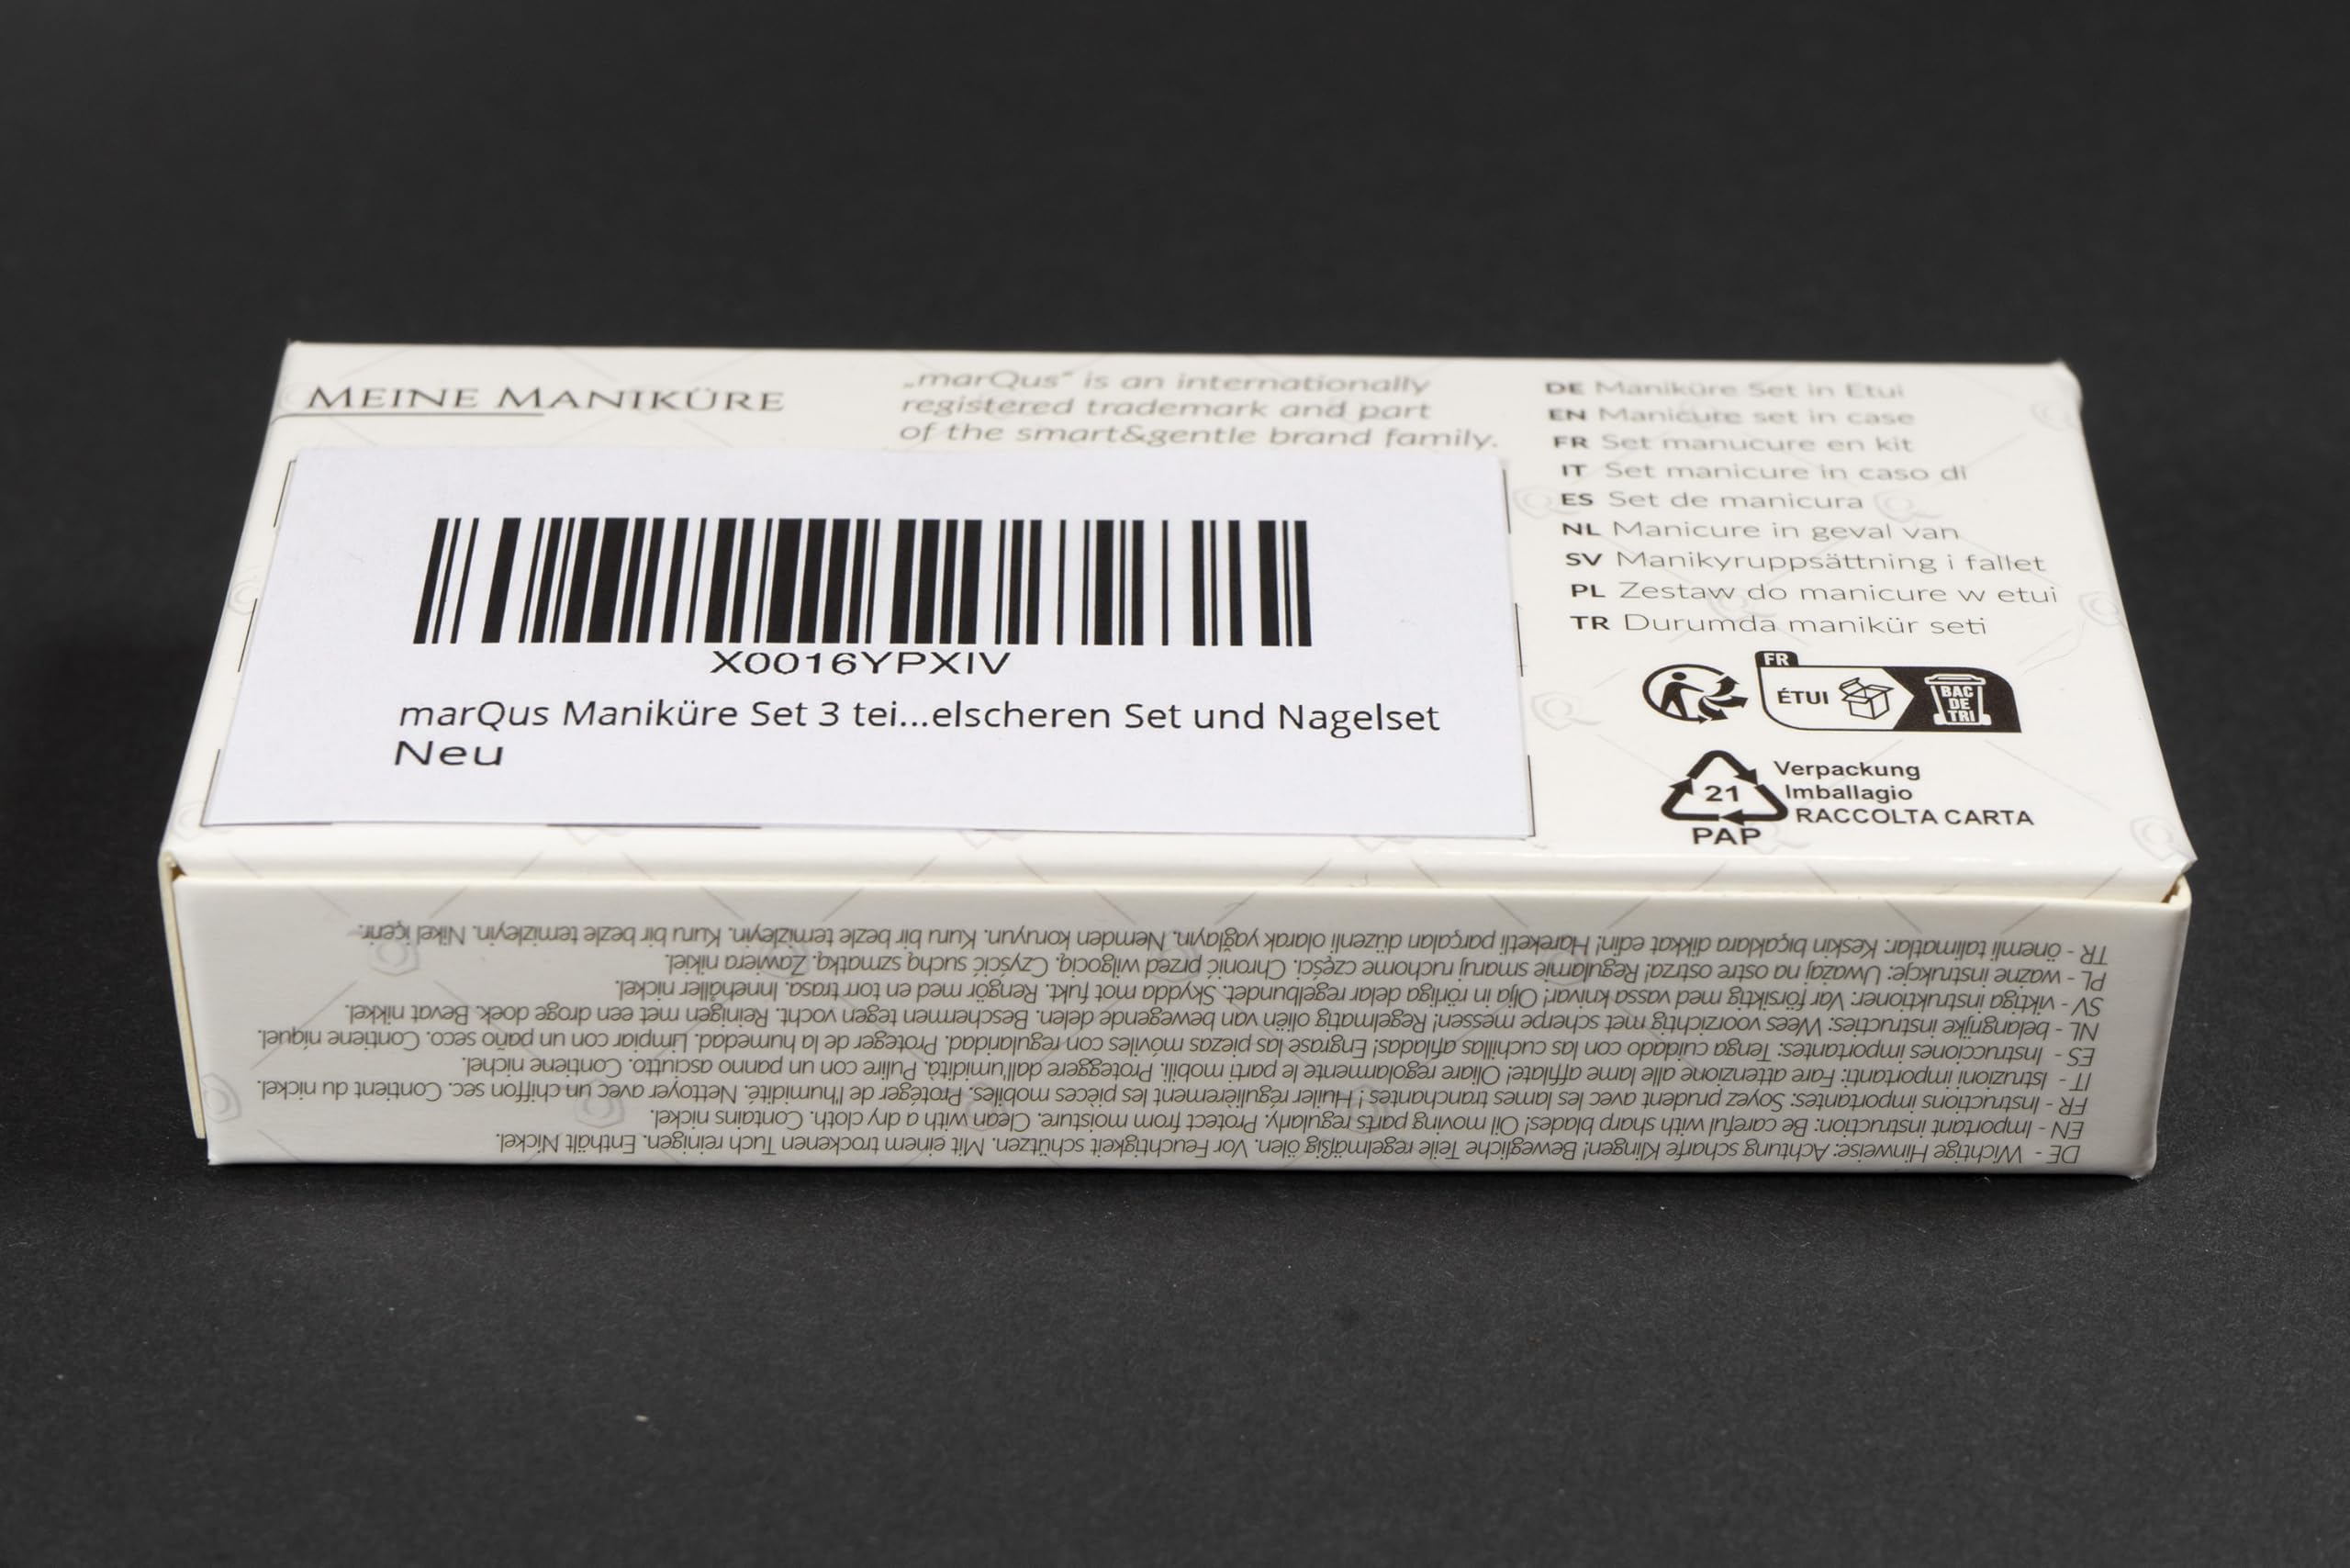 MEINE MANIKÜRE
„marQus“ is an internationally
registered trademark and part
of the smart&gentle brand family.
DE Maniküre Set in Etui
EN Manicure set in case
FR Set manucure en kit
IT Set manicure in caso di
ES Set de manicura
NL Manicure in geval van
SV Manikyruppsättning i fallet
PL Zestaw do manicure w etui
TR Durumda manikür seti
X0016YPXIV
marQus Maniküre Set 3 tei...elscheren Set und Nagelset
Neu
FR
ÉTUI
BAC
DE
TRI
21
PAP
Verpackung
Imballagio
RACCOLTA CARTA
DE - Wichtige Hinweise: Achtung scharfe Klingen! Bewegliche Teile regelmäßig ölen. Vor Feuchtigkeit schützen. Mit einem trockenen Tuch reinigen. Enthält Nickel.
EN - Important instruction: Be careful with sharp blades! Oil moving parts regularly. Protect from moisture. Clean with a dry cloth. Contains nickel.
FR - Instructions importantes: Soyez prudent avec les lames tranchantes! Huiler régulièrement les pièces mobiles. Protéger de l'humidité. Nettoyer avec un chiffon sec. Contient du nickel.
IT - Istruzioni importanti: Fare attenzione alle lame affilate! Oliare regolarmente le parti mobili. Proteggere dall'umidità. Pulire con un panno asciutto. Contiene nichel.
ES - Instrucciones importantes: Tenga cuidado con las cuchillas afiladas! Engrase las piezas móviles con regularidad. Proteger de la humedad. Limpiar con un paño seco. Contiene níquel.
NL - belangrijke instructies: Wees voorzichtig met scherpe messen! Regelmatig oliën van bewegende delen. Beschermen tegen vocht. Reinigen met een droge doek. Bevat nikkel.
SV - viktiga instruktioner: Var försiktig med vassa knivar! Olja in rörliga delar regelbundet. Skydda mot fukt. Rengör med en torr trasa. Innehåller nickel.
PL - ważne instrukcje: Uważaj na ostre ostrza! Regularnie smaruj ruchome części. Chronić przed wilgocią. Czyścić suchą szmatką. Zawiera nikiel.
TR - önemli talimatlar: Keskin bıçaklara dikkat edin! Hareketli parçaları düzenli olarak yağlayın. Nemden koruyun. Kuru bir bezle temizleyin. Kuru bir bezle temizleyin. Nikel içerir.